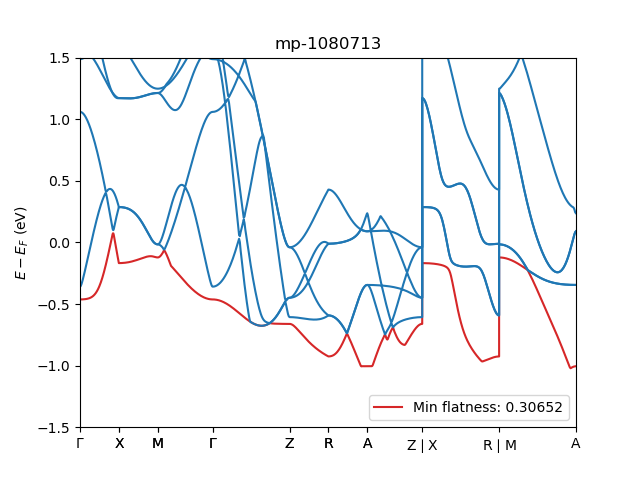 mp-1080713
E − E_F (eV)
1.5
1.0
0.5
0.0
−0.5
−1.0
−1.5
Min flatness: 0.30652
Γ X M Γ Z R A Z | X R | M A